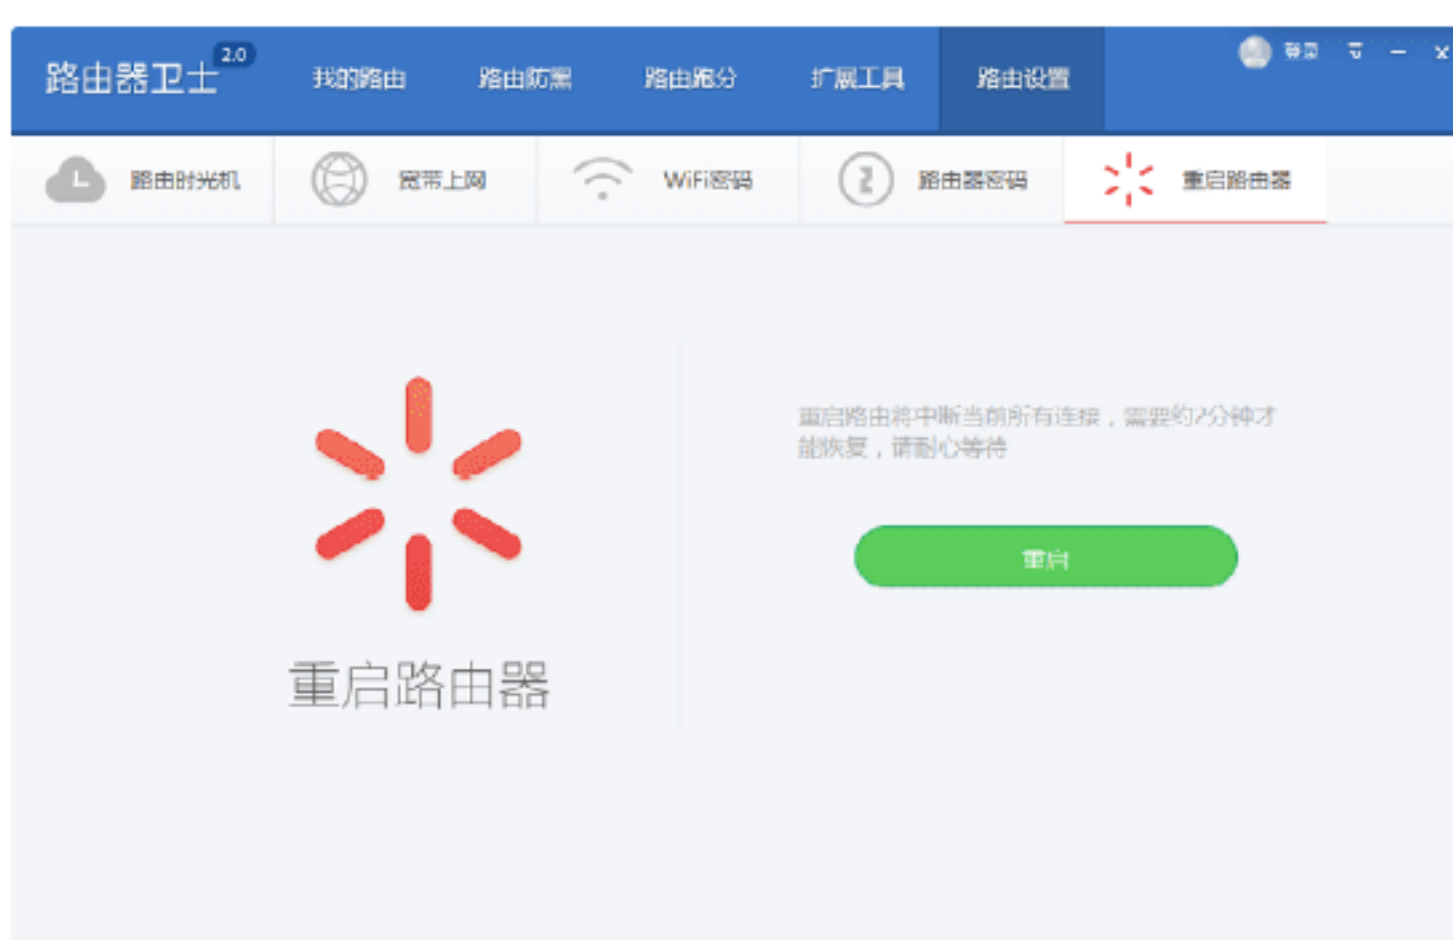 路由器卫士 2.0
我的路由 路由防黑 路由跑分 扩展工具 路由设置 登录
路由时光机 宽带上网 WiFi密码 路由器密码 重启路由器
重启路由将中断当前所有连接，需要约2分钟才
能恢复，请耐心等待
重启
重启路由器